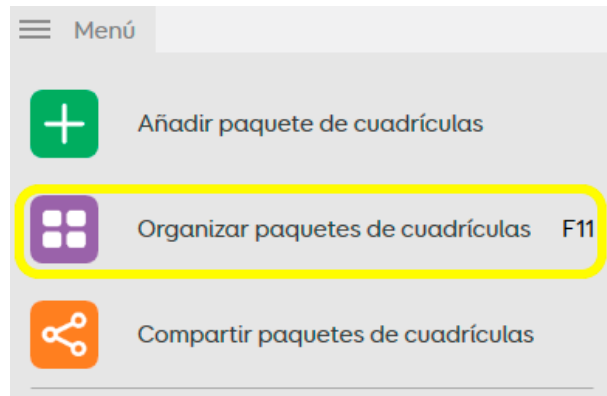 Menú
Añadir paquete de cuadrículas
Organizar paquetes de cuadrículas F11
Compartir paquetes de cuadrículas